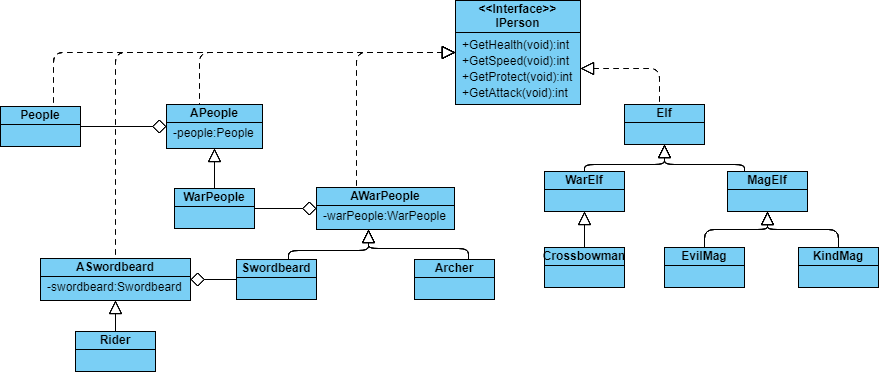 <<Interface>>
IPerson
+GetHealth(void):int
+GetSpeed(void):int
+GetProtect(void):int
+GetAttack(void):int
People
APeople
-people:People
Elf
WarPeople
AWarPeople
-warPeople:WarPeople
WarElf
MagElf
ASwordbeard
-swordbeard:Swordbeard
Swordbeard
Archer
Crossbowman
EvilMag
KindMag
Rider